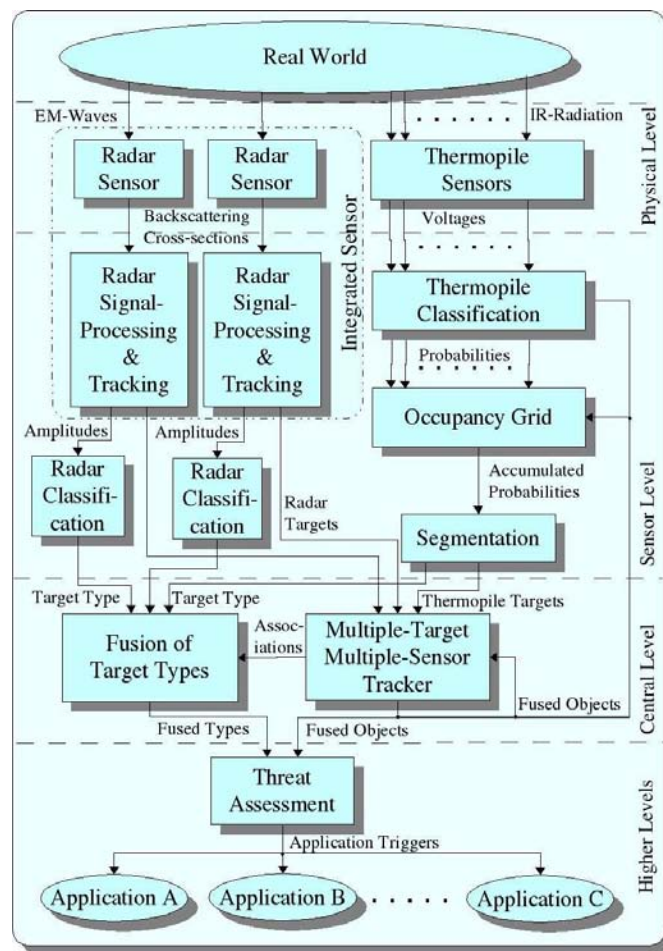 Real World
EM-Waves
IR-Radiation
Physical Level
Radar
Sensor
Radar
Sensor
Thermopile
Sensors
Backscattering
Cross-sections
Voltages
Integrated Sensor
Radar
Signal-
Processing
&
Tracking
Radar
Signal-
Processing
&
Tracking
Thermopile
Classification
Probabilities
Occupancy Grid
Amplitudes
Amplitudes
Radar
Classifi-
cation
Radar
Classifi-
cation
Radar
Targets
Accumulated
Probabilities
Sensor Level
Segmentation
Target Type
Target Type
Thermopile Targets
Fusion of
Target Types
Assoc-
iations
Multiple-Target
Multiple-Sensor
Tracker
Central Level
Fused Objects
Fused Types
Fused Objects
Threat
Assessment
Higher Levels
Application Triggers
Application A
Application B
Application C